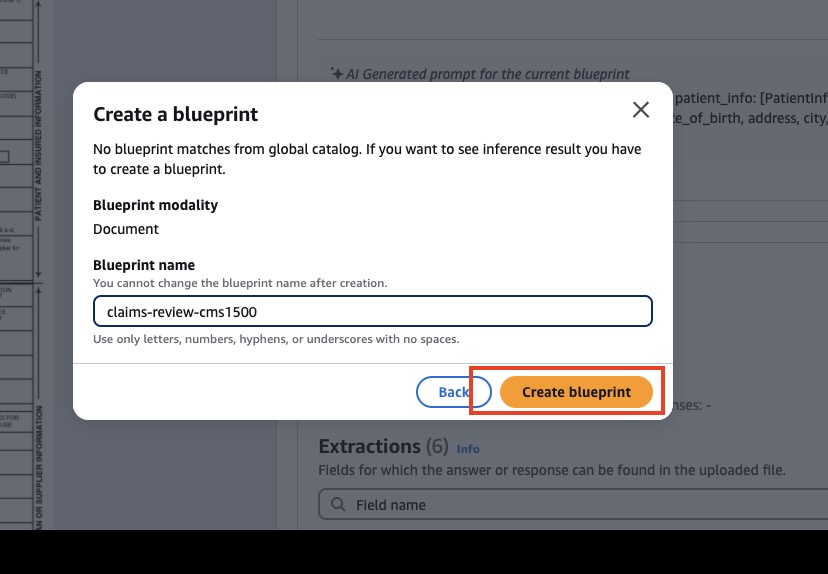 AI Generated prompt for the current blueprint
Create a blueprint
patient_info: [PatientInf
e_of_birth, address, city,
No blueprint matches from global catalog. If you want to see inference result you have
to create a blueprint.
Blueprint modality
Document
Blueprint name
You cannot change the blueprint name after creation.
claims-review-cms1500
Use only letters, numbers, hyphens, or underscores with no spaces.
Back
Create blueprint
nses: -
Extractions (6) Info
Fields for which the answer or response can be found in the uploaded file.
Field name
PATIENT AND INSURED INFORMATION
AN OR SUPPLIER INFORMATION